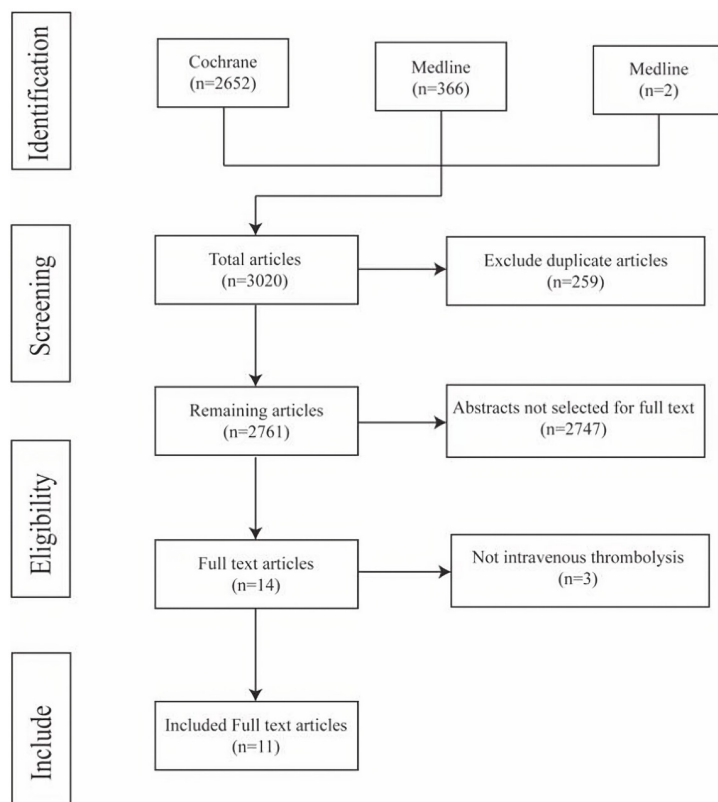 Identification
Cochrane
(n=2652)
Medline
(n=366)
Medline
(n=2)
Screening
Total articles
(n=3020)
Exclude duplicate articles
(n=259)
Remaining articles
(n=2761)
Abstracts not selected for full text
(n=2747)
Eligibility
Full text articles
(n=14)
Not intravenous thrombolysis
(n=3)
Include
Included Full text articles
(n=11)